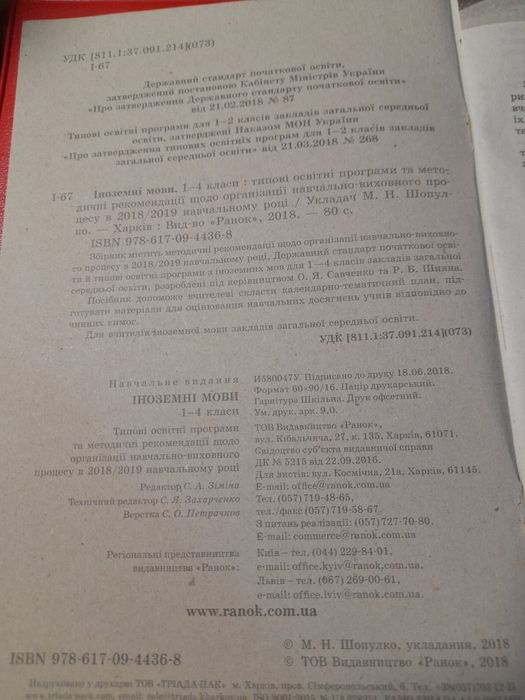 УДК [811.1:37.091.214](073)
І-67
Державний стандарт початкової освіти,
затверджений постановою Кабінету Міністрів України
«Про затвердження Державного стандарту початкової освіти»
від 21.02.2018 № 87
Типові освітні програми для 1—2 класів закладів загальної середньої
освіти, затверджені Наказом МОН України
«Про затвердження типових освітніх програм для 1—2 класів закладів
загальної середньої освіти» від 21.03.2018 № 268
І-67 Іноземні мови. 1—4 класи : типові освітні програми та мето-
дичні рекомендації щодо організації навчально-виховного про-
цесу в 2018/2019 навчальному році / Укладач М. Н. Шопул-
ко. — Харків : Вид-во «Ранок», 2018. — 80 с.
ISBN 978-617-09-4436-8
Збірник містить методичні рекомендації щодо організації навчально-виховно-
го процесу в 2018/2019 навчальному році, Державний стандарт початкової осві-
ти й типові освітні програми з іноземних мов для 1—4 класів закладів загальної
середньої освіти, розроблені під керівництвом О. Я. Савченко та Р. Б. Шияна.
Посібник допоможе вчителеві скласти календарно-тематичний план, під-
готувати матеріали для оцінювання навчальних досягнень учнів відповідно до
чинних вимог.
Для вчителів іноземної мови закладів загальної середньої освіти.
УДК [811.1:37.091.214](073)
Навчальне видання
ІНОЗЕМНІ МОВИ
1—4 класи
Типові освітні програми
та методичні рекомендації щодо
організації навчально-виховного
процесу в 2018/2019 навчальному році
Редактор С. А. Зіміна
Технічний редактор С. Я. Захарченко
Верстка С. О. Петрачков
Регіональні представництва
видавництва «Ранок»:
И580047У. Підписано до друку 18.06.2018.
Формат 60×90/16. Папір друкарський.
Гарнітура Шкільна. Друк офсетний.
Ум. друк. арк. 9,0.
ТОВ Видавництво «Ранок»,
вул. Кібальчича, 27, к. 135, Харків, 61071.
Свідоцтво суб'єкта видавничої справи
ДК № 5215 від 22.09.2016.
Для листів: вул. Космічна, 21а, Харків, 61145.
E-mail: office@ranok.com.ua
Тел. (057) 719-48-65,
тел./факс (057) 719-58-67.
З питань реалізації: (057) 727-70-80.
E-mail: commerce@ranok.com.ua
Київ – тел. (044) 229-84-01,
e-mail: office.kyiv@ranok.com.ua,
Львів – тел. (067) 269-00-61,
e-mail: office.lviv@ranok.com.ua.
www.ranok.com.ua
ISBN 978-617-09-4436-8
© М. Н. Шопулко, укладання, 2018
© ТОВ Видавництво «Ранок», 2018
Надруковано у друкарні ТОВ «ТРІАДА-ПАК» м. Харків, пров. Сімферопольський, 6. Тел.